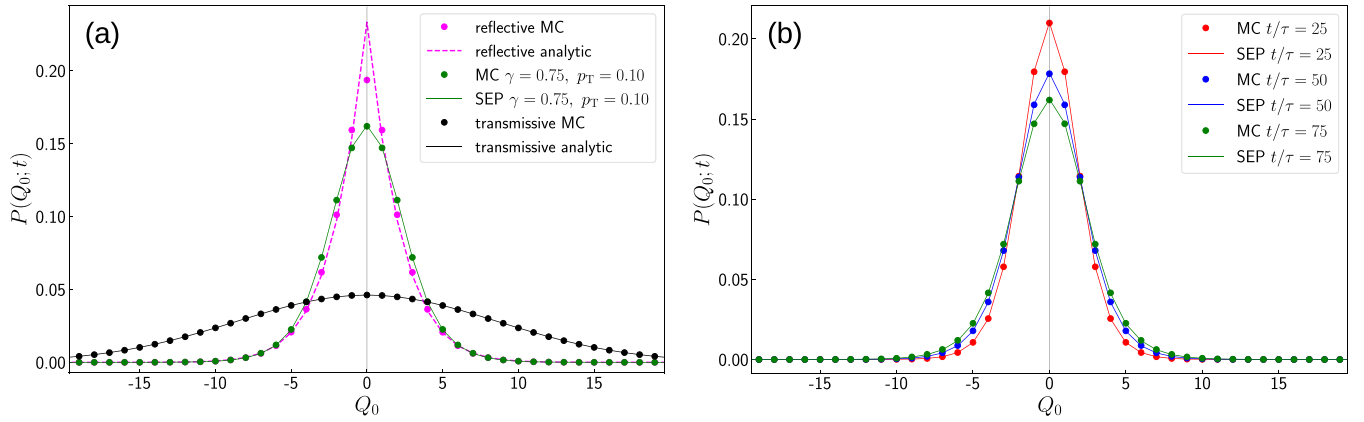 (a)
reflective MC
reflective analytic
MC γ = 0.75, p_T = 0.10
SEP γ = 0.75, p_T = 0.10
transmissive MC
transmissive analytic
P(Q_0; t)
0.20
0.15
0.10
0.05
0.00
-15 -10 -5 0 5 10 15
Q_0
(b)
MC t/τ = 25
SEP t/τ = 25
MC t/τ = 50
SEP t/τ = 50
MC t/τ = 75
SEP t/τ = 75
P(Q_0; t)
0.20
0.15
0.10
0.05
0.00
-15 -10 -5 0 5 10 15
Q_0